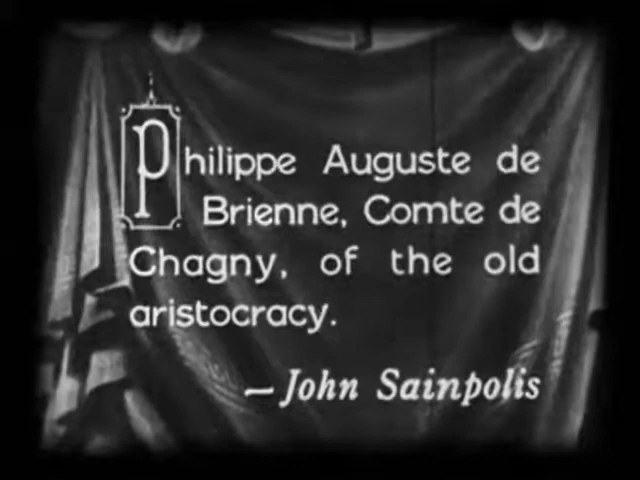 Philippe Auguste de
Brienne, Comte de
Chagny, of the old
aristocracy.
—John Sainpolis